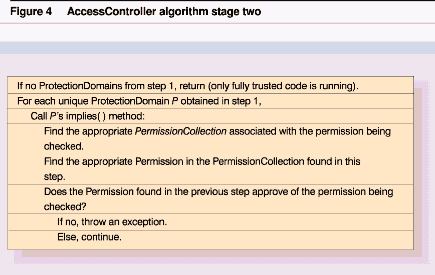 Figure 4 AccessController algorithm stage two
If no ProtectionDomains from step 1, return (only fully trusted code is running).
For each unique ProtectionDomain P obtained in step 1,
Call P's implies( ) method:
Find the appropriate PermissionCollection associated with the permission being
checked.
Find the appropriate Permission in the PermissionCollection found in this
step.
Does the Permission found in the previous step approve of the permission being
checked?
If no, throw an exception.
Else, continue.